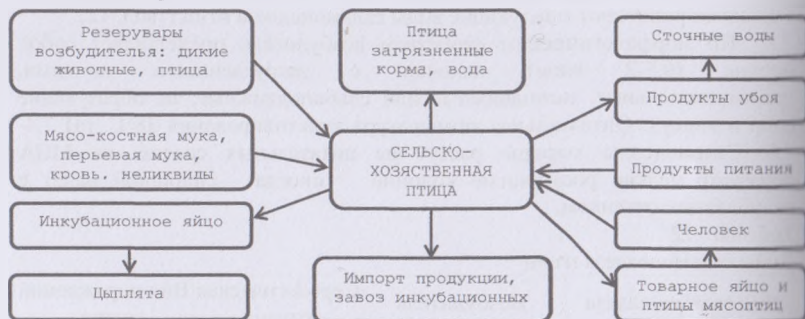 Резервуары
возбудителя: дикие
животные, птица
Птица
загрязненные
корма, вода
Сточные воды
Продукты убоя
Мясо-костная мука,
перьевая мука,
кровь, неликвиды
СЕЛЬСКО-
ХОЗЯЙСТВЕННАЯ
ПТИЦА
Продукты питания
Инкубационное яйцо
Человек
Цыплята
Импорт продукции,
завоз инкубационных
Товарное яйцо и
птицы мясоптиц